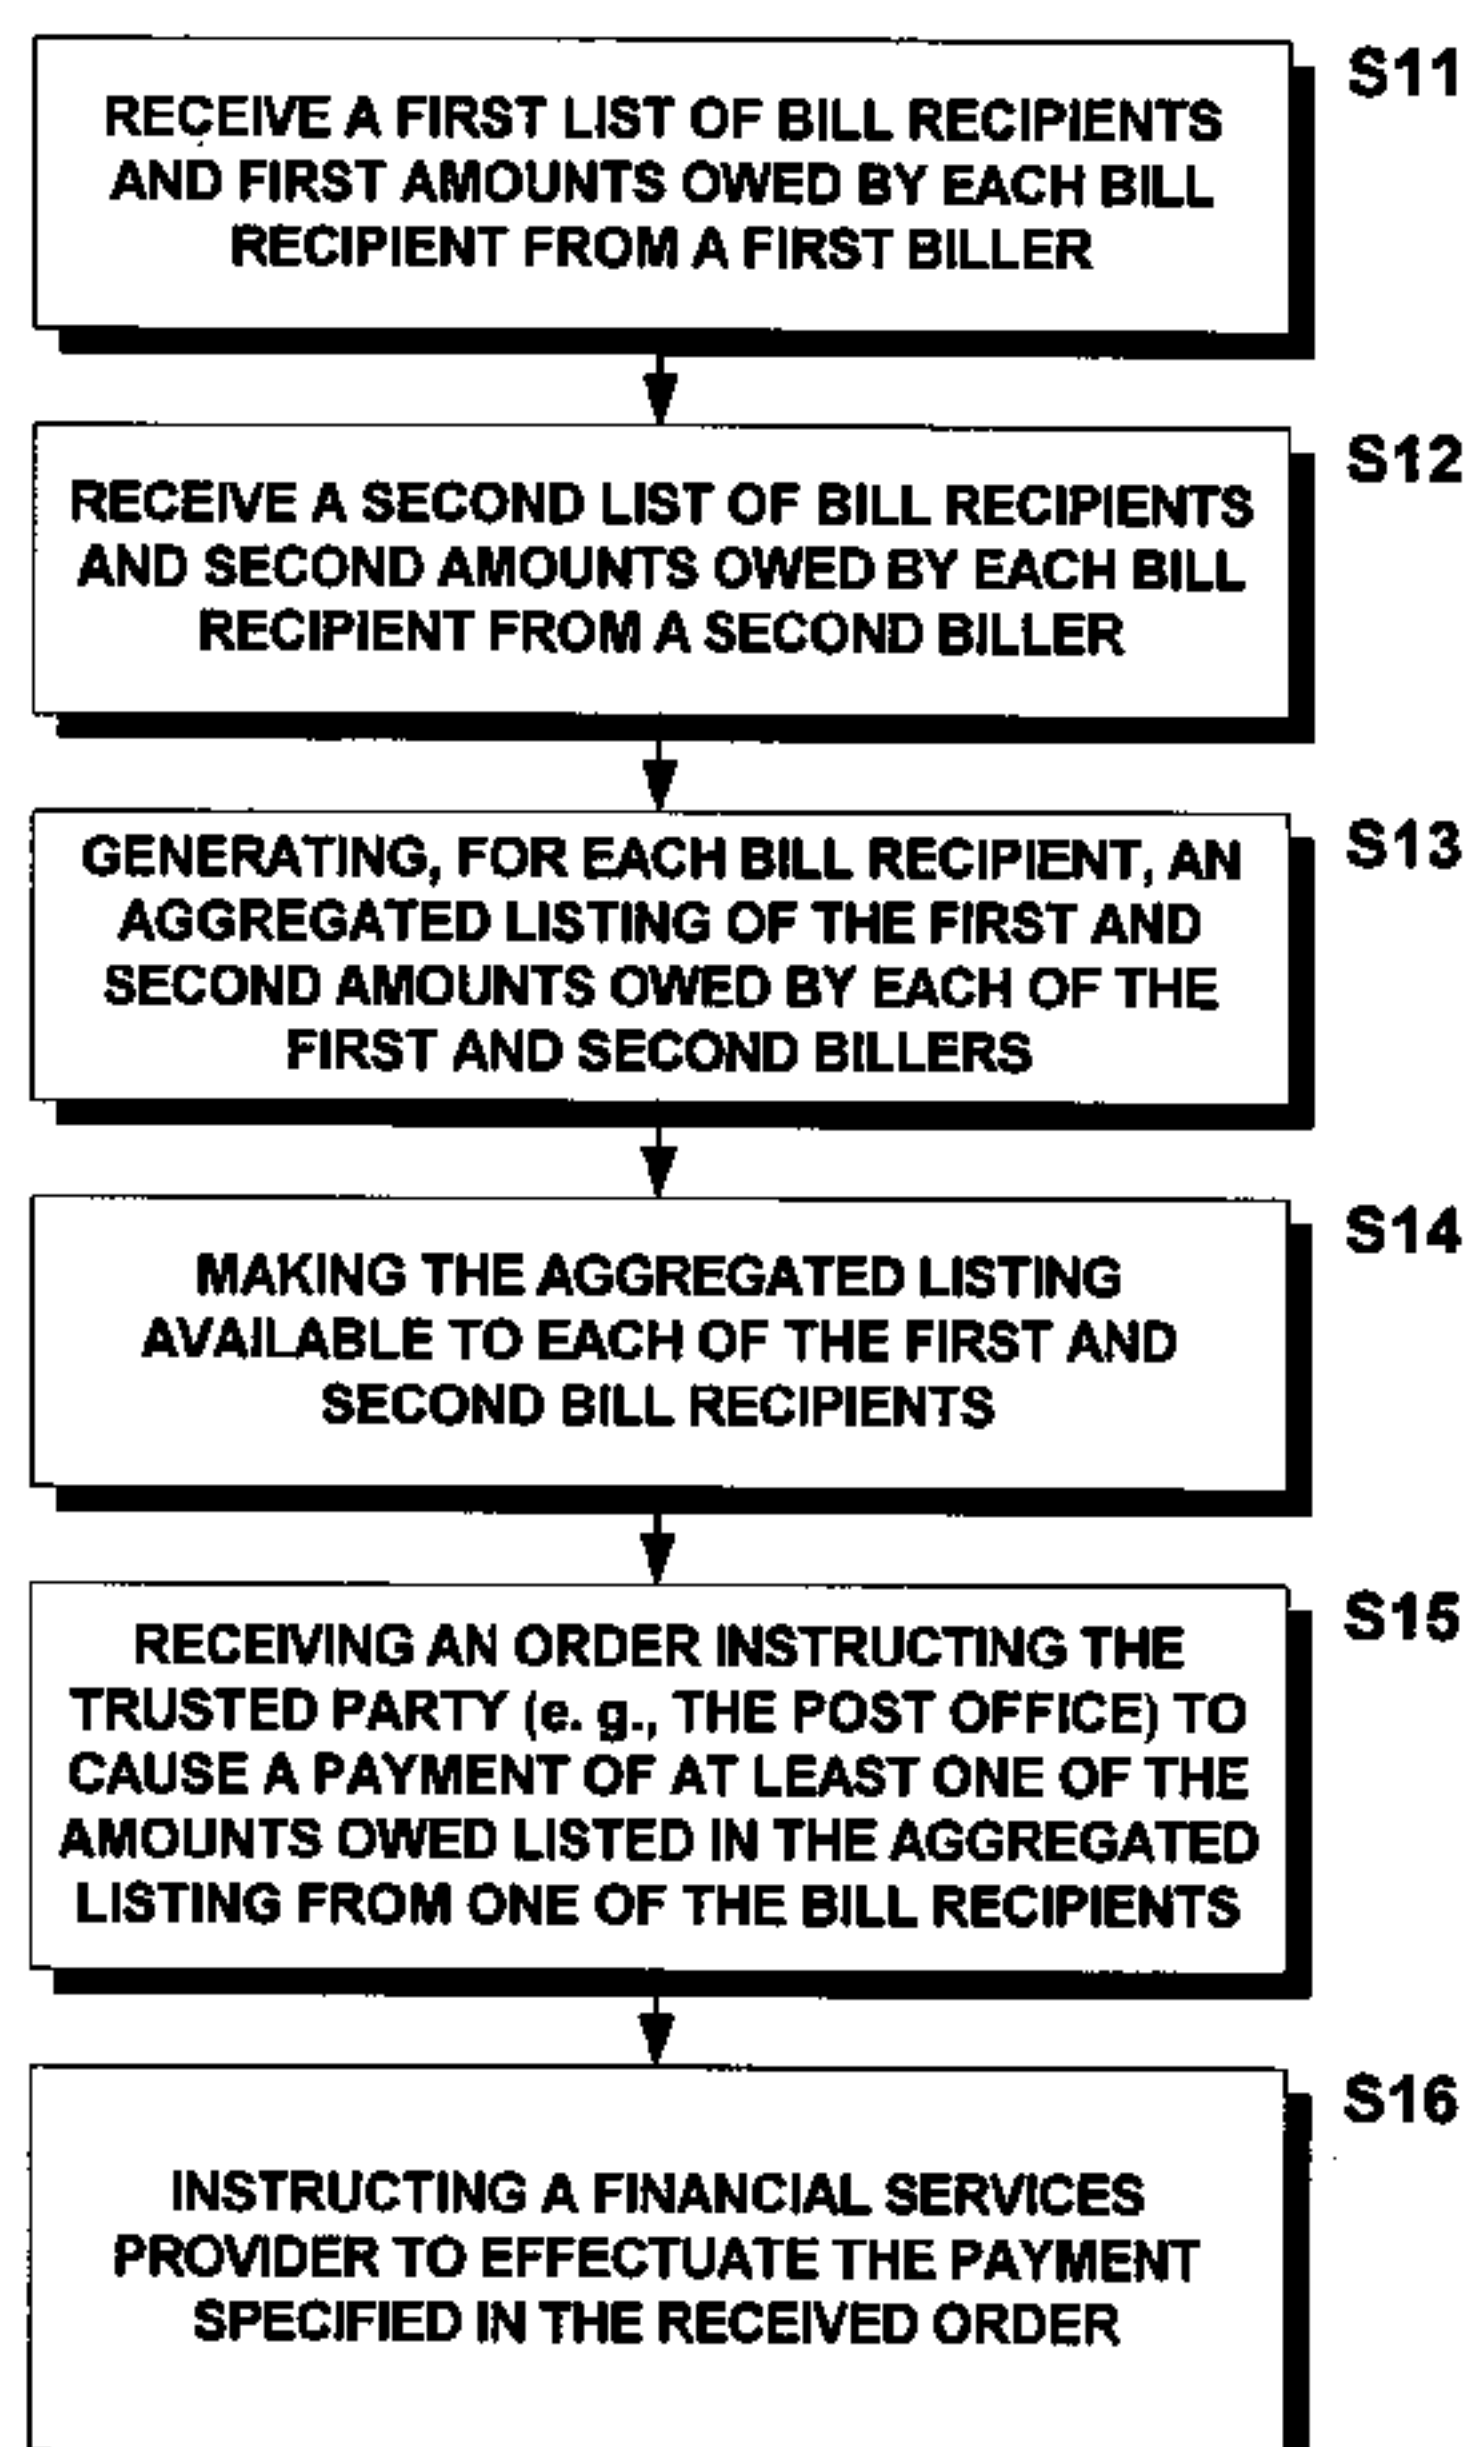 S11
RECEIVE A FIRST LIST OF BILL RECIPIENTS
AND FIRST AMOUNTS OWED BY EACH BILL
RECIPIENT FROM A FIRST BILLER
S12
RECEIVE A SECOND LIST OF BILL RECIPIENTS
AND SECOND AMOUNTS OWED BY EACH BILL
RECIPIENT FROM A SECOND BILLER
S13
GENERATING, FOR EACH BILL RECIPIENT, AN
AGGREGATED LISTING OF THE FIRST AND
SECOND AMOUNTS OWED BY EACH OF THE
FIRST AND SECOND BILLERS
S14
MAKING THE AGGREGATED LISTING
AVAILABLE TO EACH OF THE FIRST AND
SECOND BILL RECIPIENTS
S15
RECEIVING AN ORDER INSTRUCTING THE
TRUSTED PARTY (e. g., THE POST OFFICE) TO
CAUSE A PAYMENT OF AT LEAST ONE OF THE
AMOUNTS OWED LISTED IN THE AGGREGATED
LISTING FROM ONE OF THE BILL RECIPIENTS
S16
INSTRUCTING A FINANCIAL SERVICES
PROVIDER TO EFFECTUATE THE PAYMENT
SPECIFIED IN THE RECEIVED ORDER